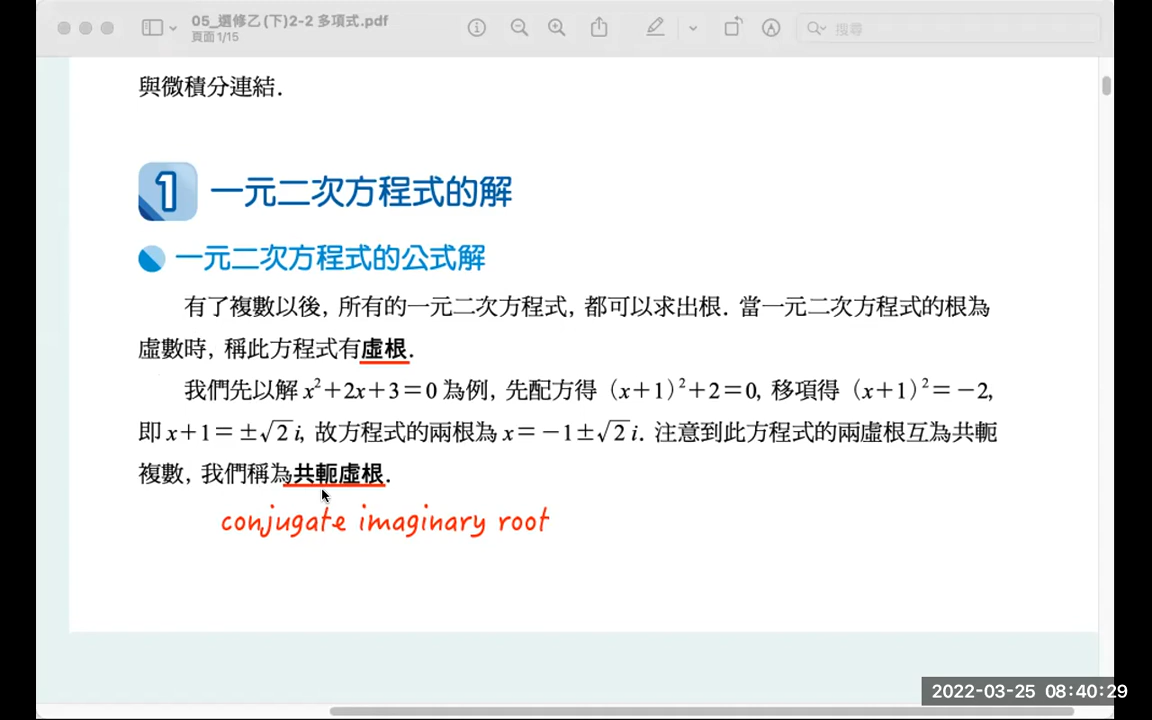 05_選修乙(下)2-2 多項式.pdf
頁面 1/15
搜尋
與微積分連結.
1 一元二次方程式的解
一元二次方程式的公式解
有了複數以後, 所有的一元二次方程式, 都可以求出根. 當一元二次方程式的根為
虛數時, 稱此方程式有虛根.
我們先以解 x²+2x+3=0 為例, 先配方得 (x+1)²+2=0, 移項得 (x+1)²=-2,
即 x+1=±√2 i, 故方程式的兩根為 x=-1±√2 i. 注意到此方程式的兩虛根互為共軛
複數, 我們稱為共軛虛根.
conjugate imaginary root
2022-03-25 08:40:29